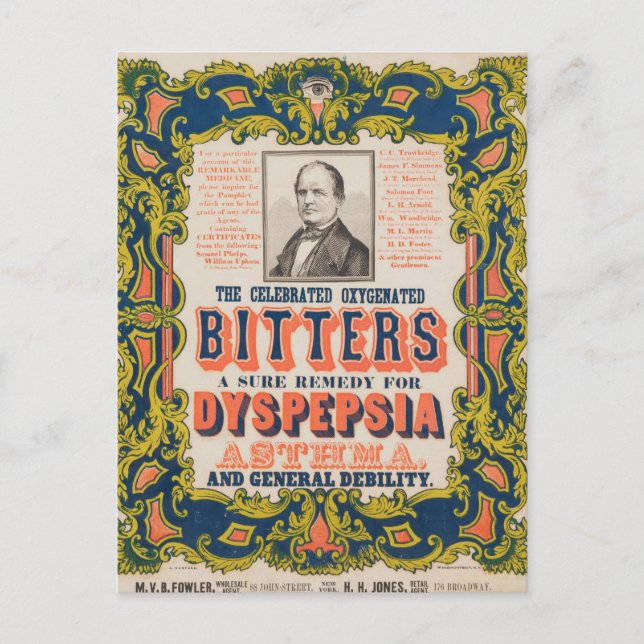 For a particular
account of this
REMARKABLE
MEDICINE,
please inquire for
the Pamphlet,
which can be had
gratis of any of the
Agents.
Containing
CERTIFICATES
from the following:
Samuel Phelps,
William Upham,
C. C. Trowbridge,
James F. Simmons,
J. T. Morehead,
Soloman Foot
L. H. Arnold,
Wm. Woodbridge,
M. L. Martin
H. D. Foster,
& other prominent
Gentlemen.
THE CELEBRATED OXYGENATED
BITTERS
A SURE REMEDY FOR
DYSPEPSIA
ASTHMA,
AND GENERAL DEBILITY.
M.V.B. FOWLER, WHOLESALE AGENT, 88 JOHN-STREET, NEW YORK. H. H. JONES, RETAIL AGENT 176 BROADWAY.